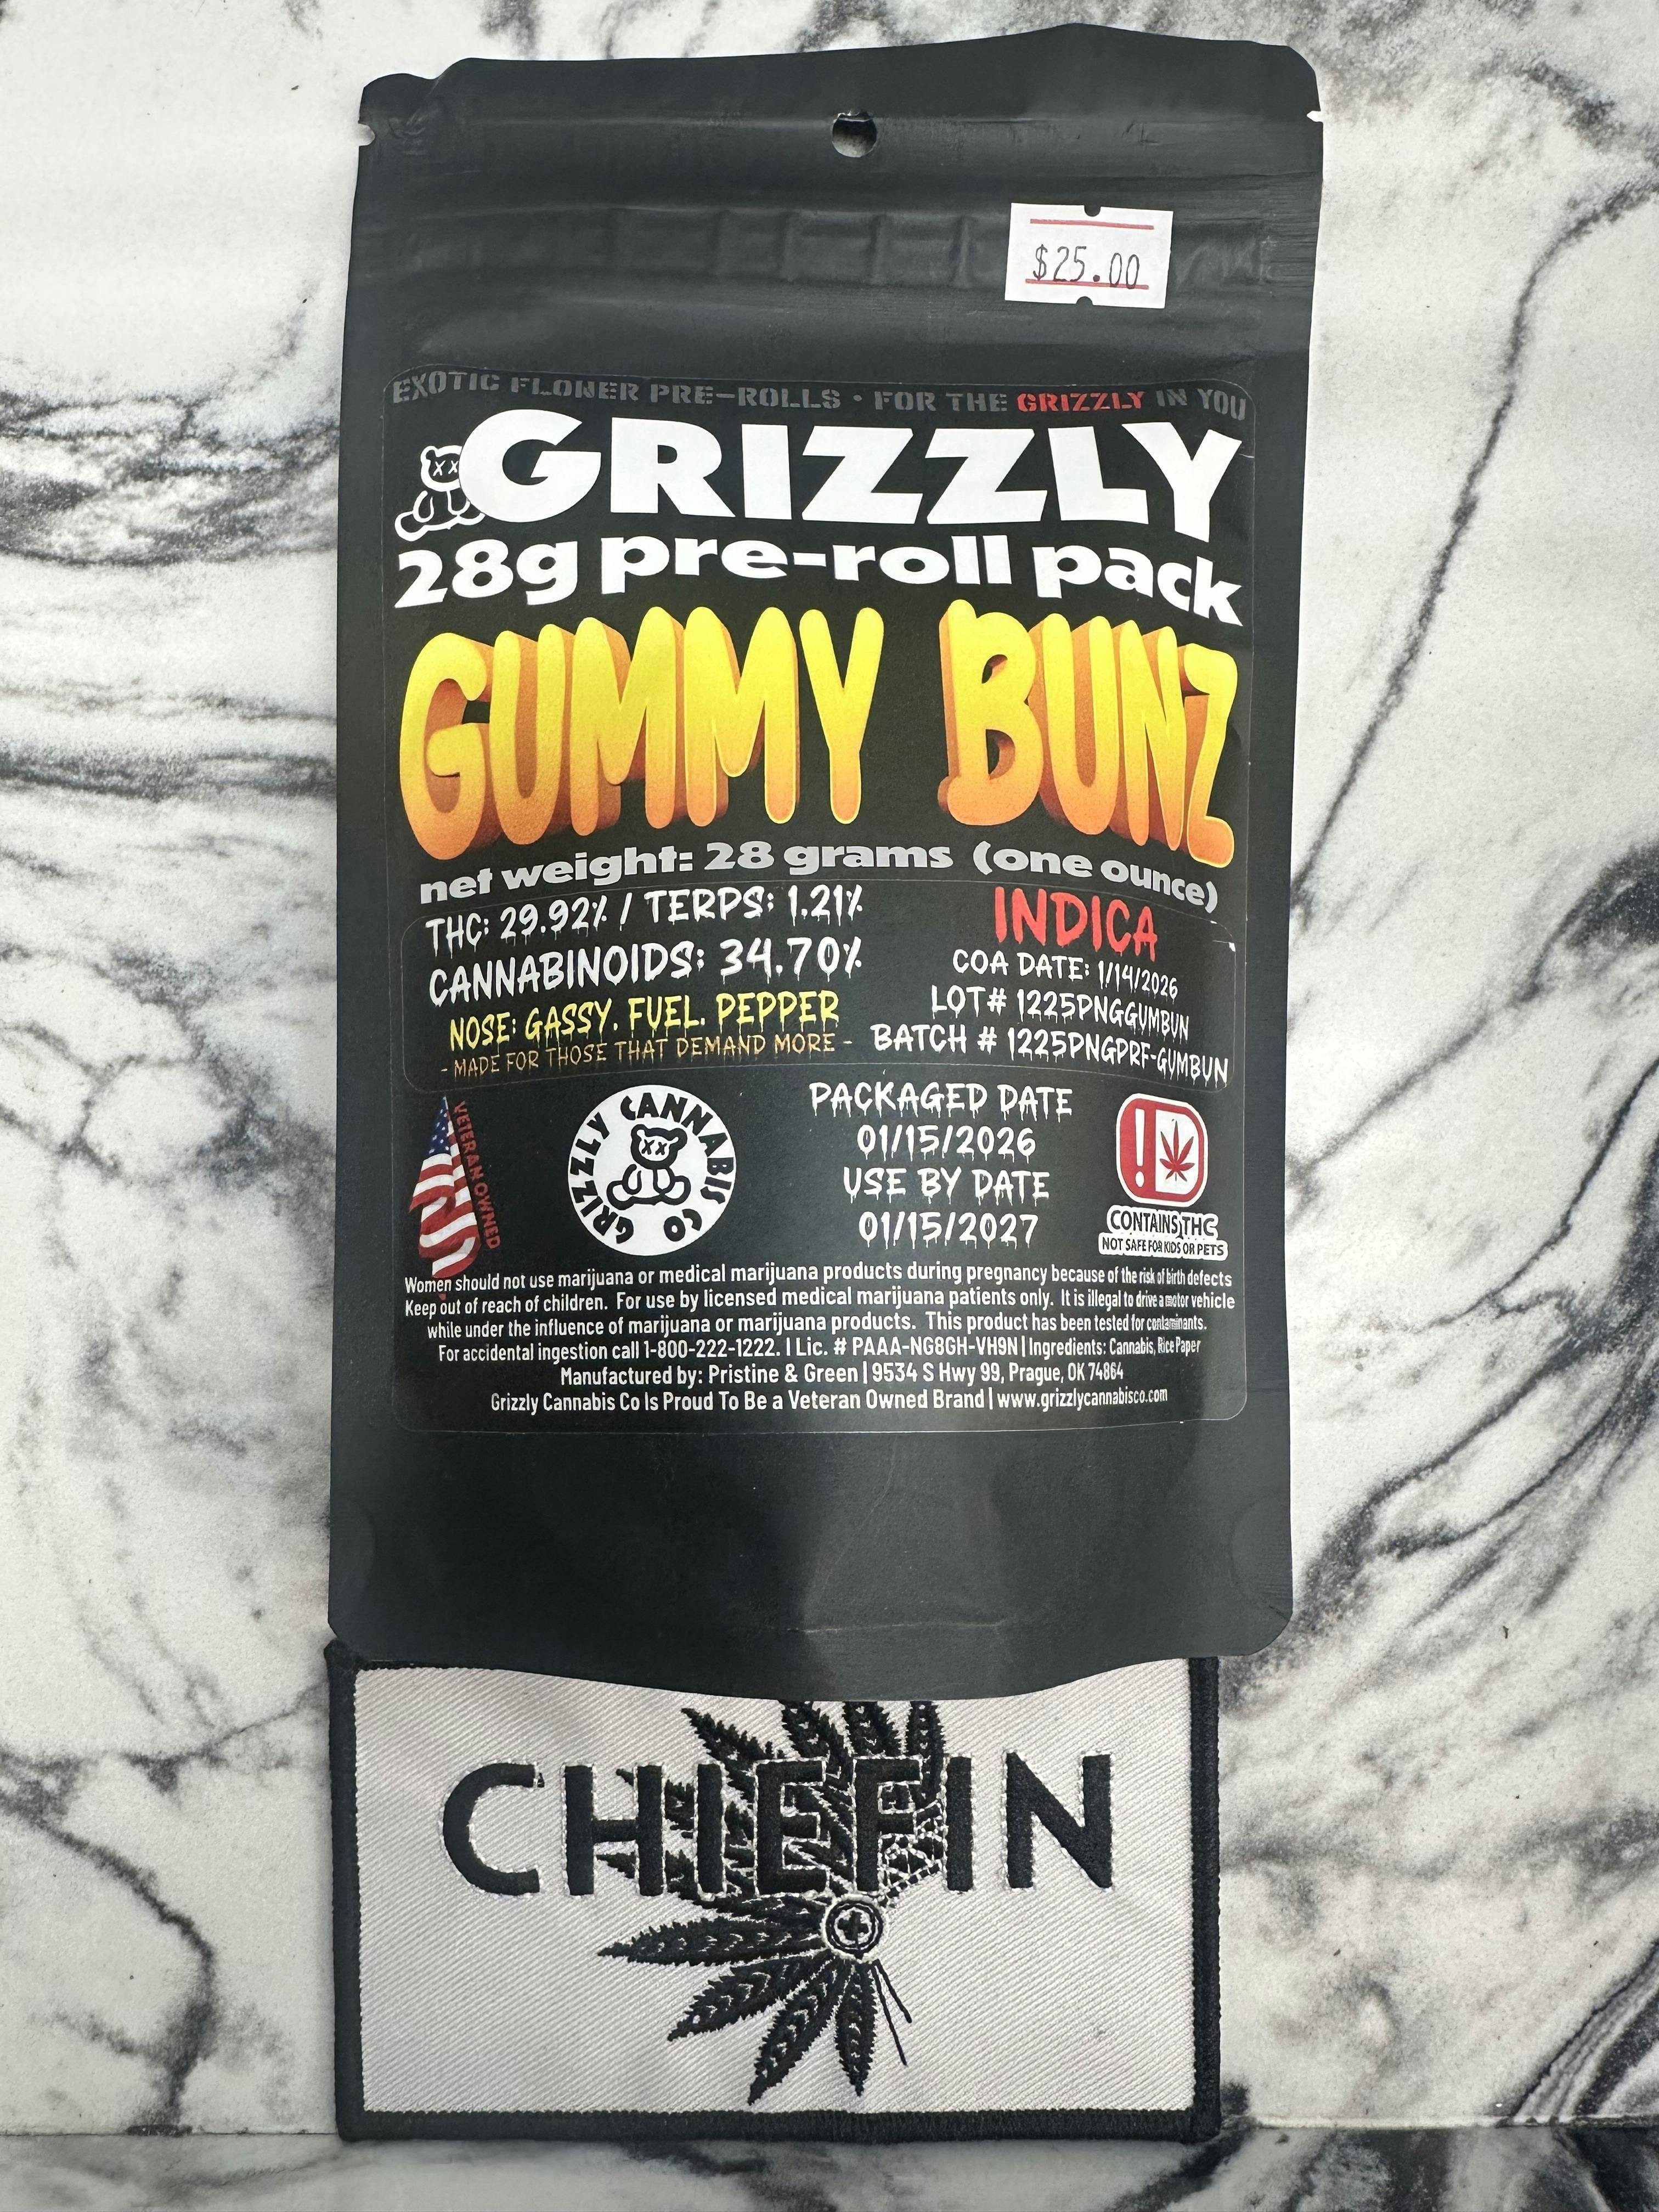 $25.00
EXOTIC FLOWER PRE-ROLLS • FOR THE GRIZZLY IN YOU
GRIZZLY
28g pre-roll pack
GUMMY BUNZ
net weight: 28 grams (one ounce)
THC: 29.92% / TERPS: 1.21%
CANNABINOIDS: 34.70%
NOSE: GASSY. FUEL. PEPPER
- MADE FOR THOSE THAT DEMAND MORE -
INDICA
COA DATE: 1/14/2026
LOT# 1225PNGGUMBUN
BATCH # 1225PNGPRF-GUMBUN
VETERAN OWNED
GRIZZLY CANNABIS CO
PACKAGED DATE
01/15/2026
USE BY DATE
01/15/2027
!
CONTAINS THC
NOT SAFE FOR KIDS OR PETS
Women should not use marijuana or medical marijuana products during pregnancy because of the risk of birth defects
Keep out of reach of children. For use by licensed medical marijuana patients only. It is illegal to drive a motor vehicle
while under the influence of marijuana or marijuana products. This product has been tested for contaminants.
For accidental ingestion call 1-800-222-1222. | Lic. # PAAA-NG8GH-VH9N | Ingredients: Cannabis, Rice Paper
Manufactured by: Pristine & Green | 9534 S Hwy 99, Prague, OK 74864
Grizzly Cannabis Co Is Proud To Be a Veteran Owned Brand | www.grizzlycannabisco.com
CHIEFIN